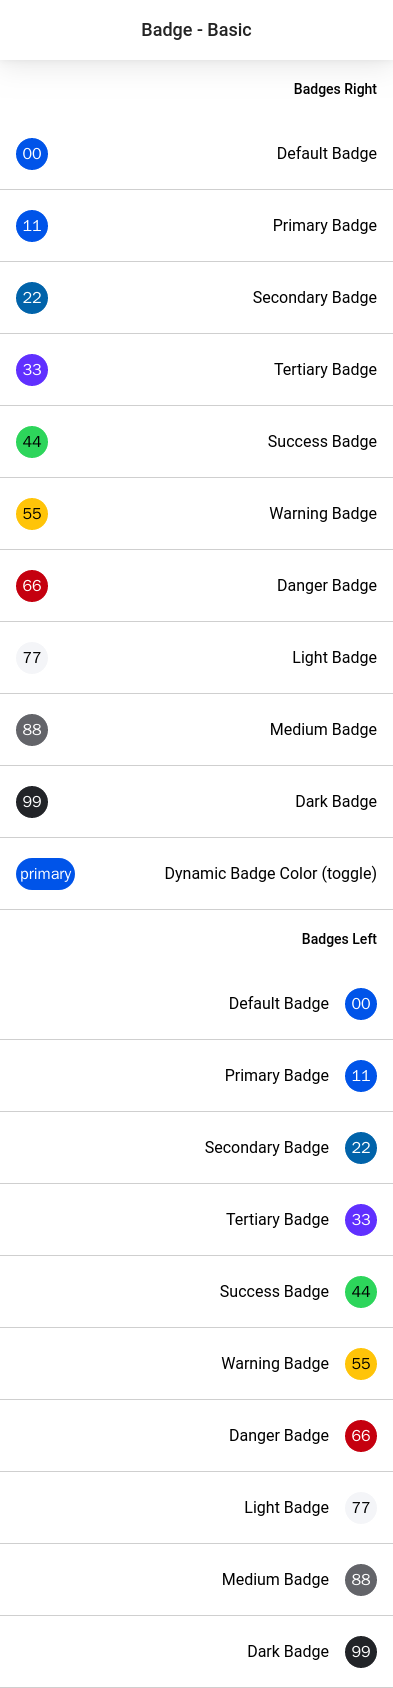 Badge - Basic
Badges Right
00 Default Badge
11 Primary Badge
22 Secondary Badge
33 Tertiary Badge
44 Success Badge
55 Warning Badge
66 Danger Badge
77 Light Badge
88 Medium Badge
99 Dark Badge
primary Dynamic Badge Color (toggle)
Badges Left
Default Badge 00
Primary Badge 11
Secondary Badge 22
Tertiary Badge 33
Success Badge 44
Warning Badge 55
Danger Badge 66
Light Badge 77
Medium Badge 88
Dark Badge 99